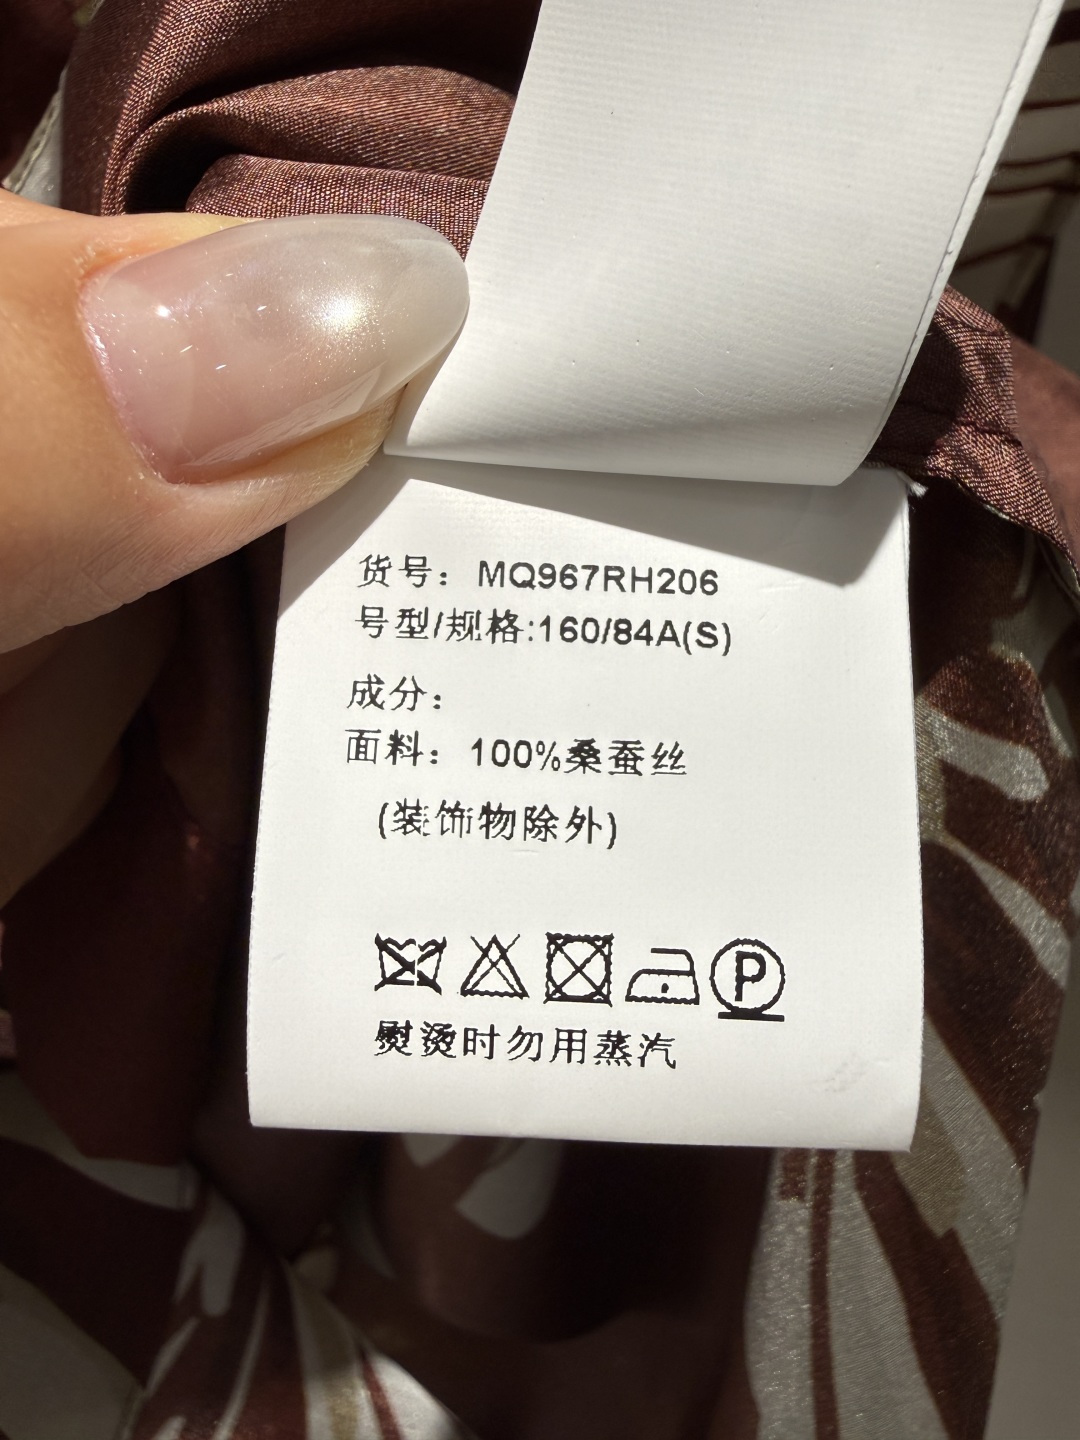 货号：MQ967RH206
号型/规格:160/84A(S)
成分：
面料：100%桑蚕丝
(装饰物除外)
P
熨烫时勿用蒸汽